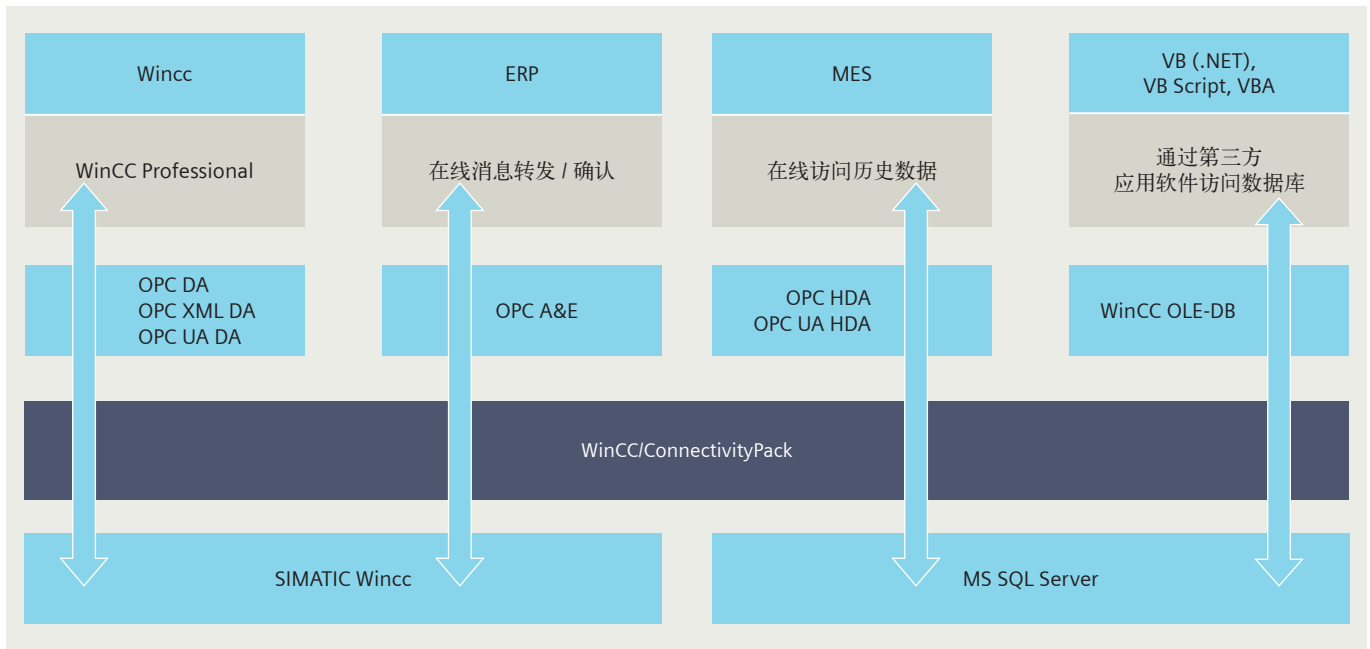 Wincc
ERP
MES
VB (.NET),
VB Script, VBA
WinCC Professional
在线消息转发 / 确认
在线访问历史数据
通过第三方
应用软件访问数据库
OPC DA
OPC XML DA
OPC UA DA
OPC A&E
OPC HDA
OPC UA HDA
WinCC OLE-DB
WinCC/ConnectivityPack
SIMATIC Wincc
MS SQL Server